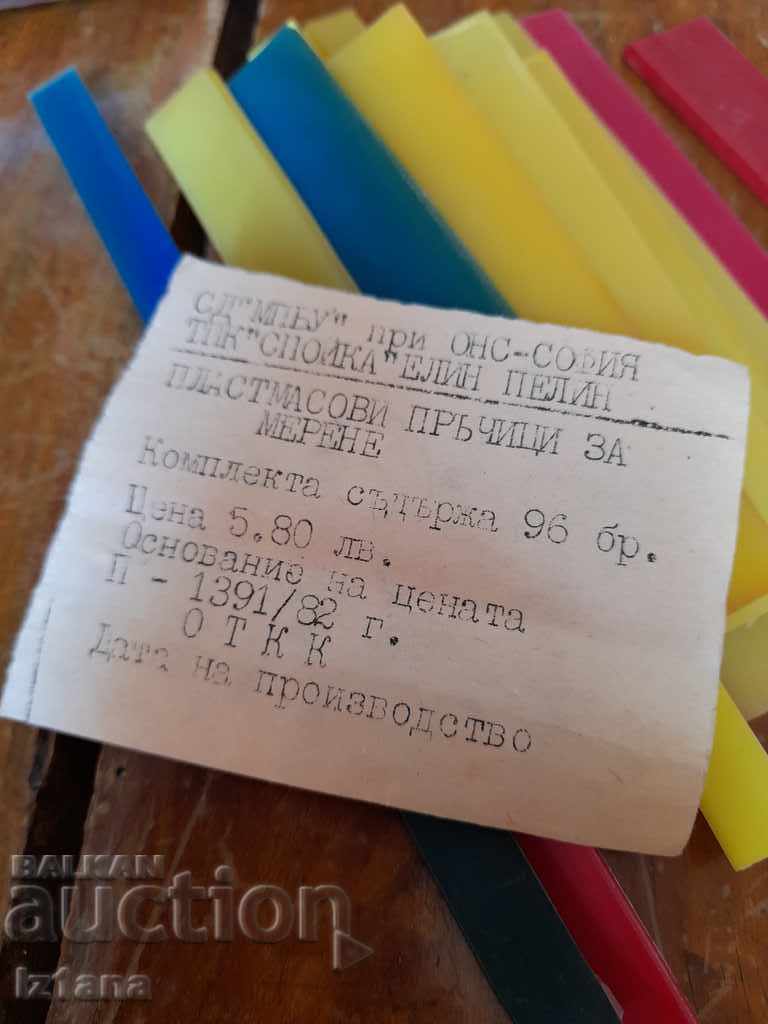 СД"МПБУ" при ОНС-СОФИЯ
ТПК"СПОЙКА"ЕЛИН ПЕЛИН
ПЛАСТМАСОВИ ПРЪЧИЦИ ЗА
МЕРЕНЕ
Комплекта съдържа 96 бр.
Цена 5.80 лв.
Основание на цената
П - 1391/82 г.
О Т К К
Дата на производство
BALKAN
auction
Iz1ana